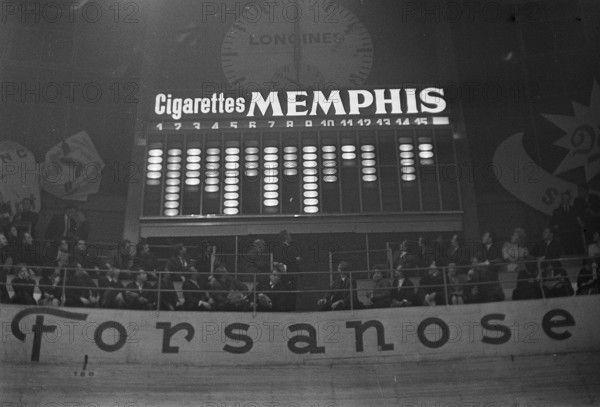 LONGINES
Cigarettes MEMPHIS
1 2 3 4 5 6 7 8 9 10 11 12 13 14 15
Forsanose